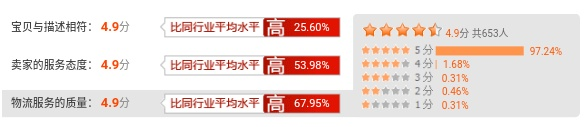 宝贝与描述相符： 4.9分 比同行业平均水平 高 25.60%
卖家的服务态度： 4.9分 比同行业平均水平 高 53.98%
物流服务的质量： 4.9分 比同行业平均水平 高 67.95%
4.9分 共653人
5分 97.24%
4分 1.68%
3分 0.31%
2分 0.46%
1分 0.31%